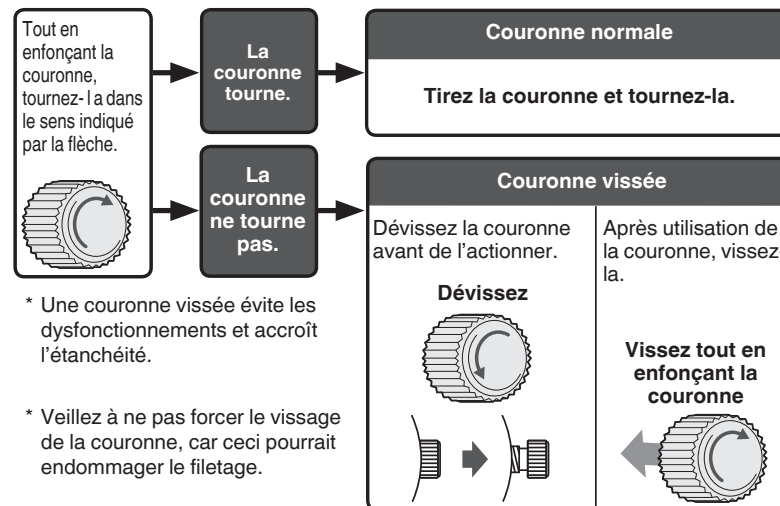 Tout en
enfonçant la
couronne,
tournez- la dans
le sens indiqué
par la flèche.
La
couronne
tourne.
Couronne normale
Tirez la couronne et tournez-la.
La
couronne
ne tourne
pas.
Couronne vissée
Dévissez la couronne
avant de l'actionner.
Dévissez
Après utilisation de
la couronne, vissez-
la.
Vissez tout en
enfonçant la
couronne
* Une couronne vissée évite les
dysfonctionnements et accroît
l'étanchéité.
* Veillez à ne pas forcer le vissage
de la couronne, car ceci pourrait
endommager le filetage.